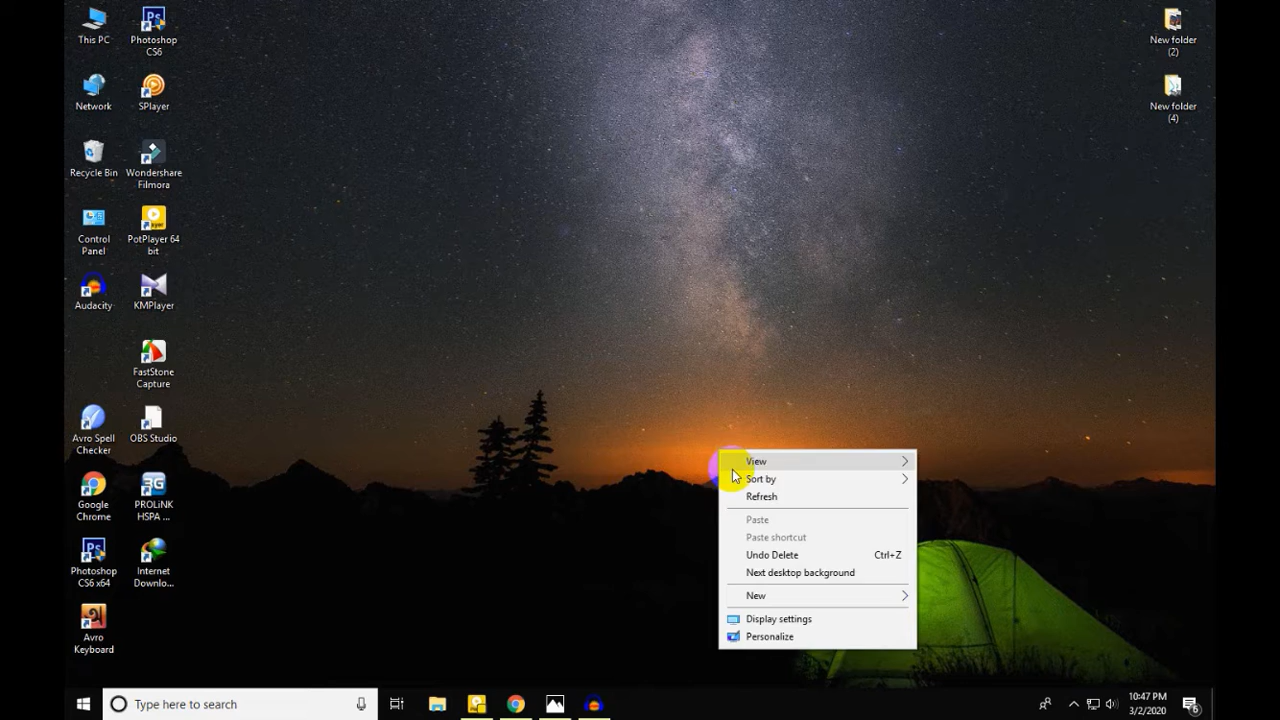 This PC
Photoshop
CS6
Network
SPlayer
Recycle Bin
Wondershare
Filmora
Control
Panel
PotPlayer 64
bit
Audacity
KMPlayer
FastStone
Capture
Avro Spell
Checker
OBS Studio
Google
Chrome
PROLiNK
HSPA ...
Photoshop
CS6 x64
Internet
Downlo...
Avro
Keyboard
New folder
(2)
New folder
(4)
View
Sort by
Refresh
Paste
Paste shortcut
Undo Delete Ctrl+Z
Next desktop background
New
Display settings
Personalize
Type here to search
10:47 PM
3/2/2020